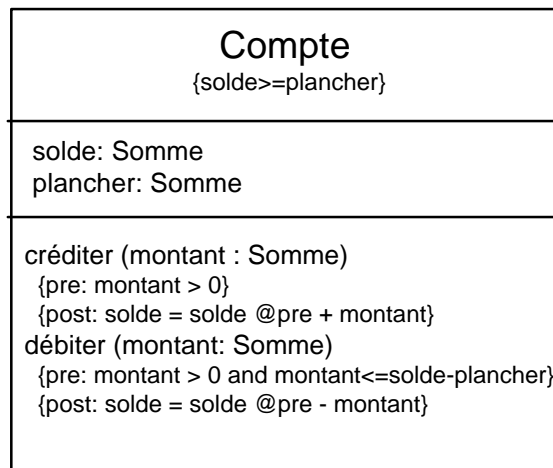 Compte
{solde>=plancher}
solde: Somme
plancher: Somme
créditer (montant : Somme)
{pre: montant > 0}
{post: solde = solde @pre + montant}
débiter (montant: Somme)
{pre: montant > 0 and montant<=solde-plancher}
{post: solde = solde @pre - montant}